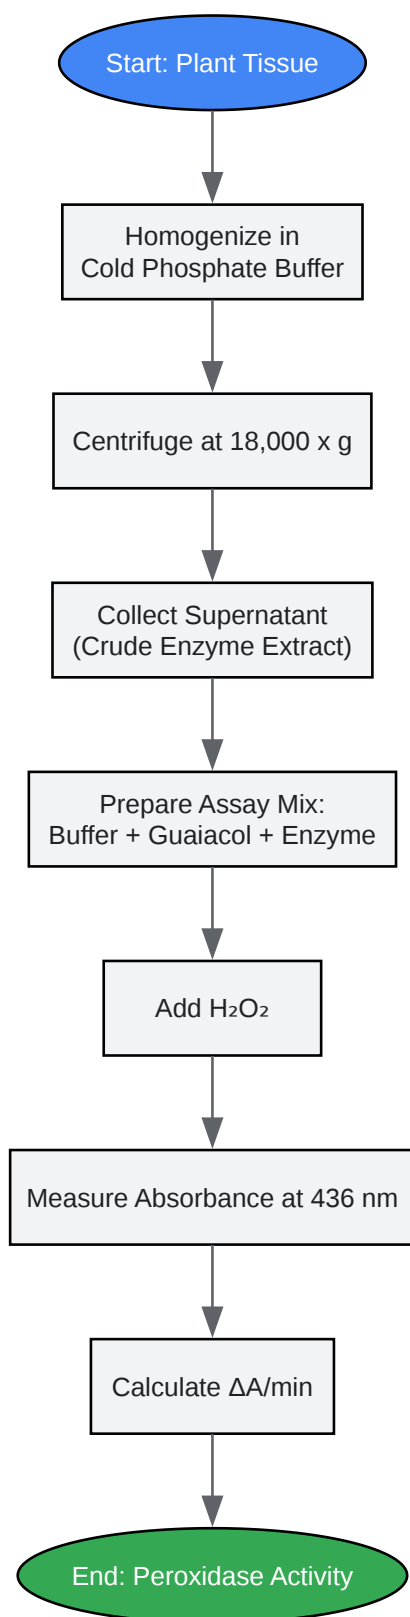 Start: Plant Tissue
Homogenize in
Cold Phosphate Buffer
Centrifuge at 18,000 x g
Collect Supernatant
(Crude Enzyme Extract)
Prepare Assay Mix:
Buffer + Guaiacol + Enzyme
Add H₂O₂
Measure Absorbance at 436 nm
Calculate ΔA/min
End: Peroxidase Activity